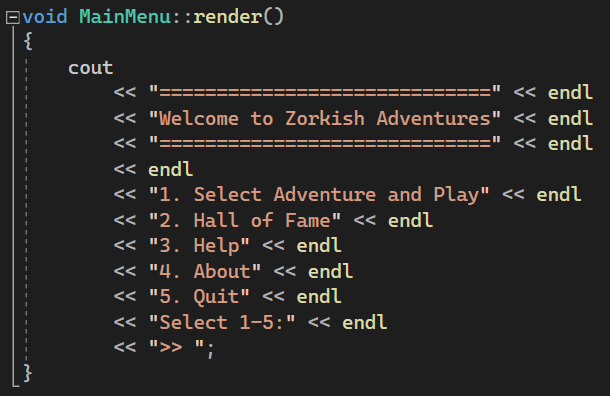 void MainMenu::render()
{
    cout
        << "=============================" << endl
        << "Welcome to Zorkish Adventures" << endl
        << "=============================" << endl
        << endl
        << "1. Select Adventure and Play" << endl
        << "2. Hall of Fame" << endl
        << "3. Help" << endl
        << "4. About" << endl
        << "5. Quit" << endl
        << "Select 1-5:" << endl
        << ">> ";
}